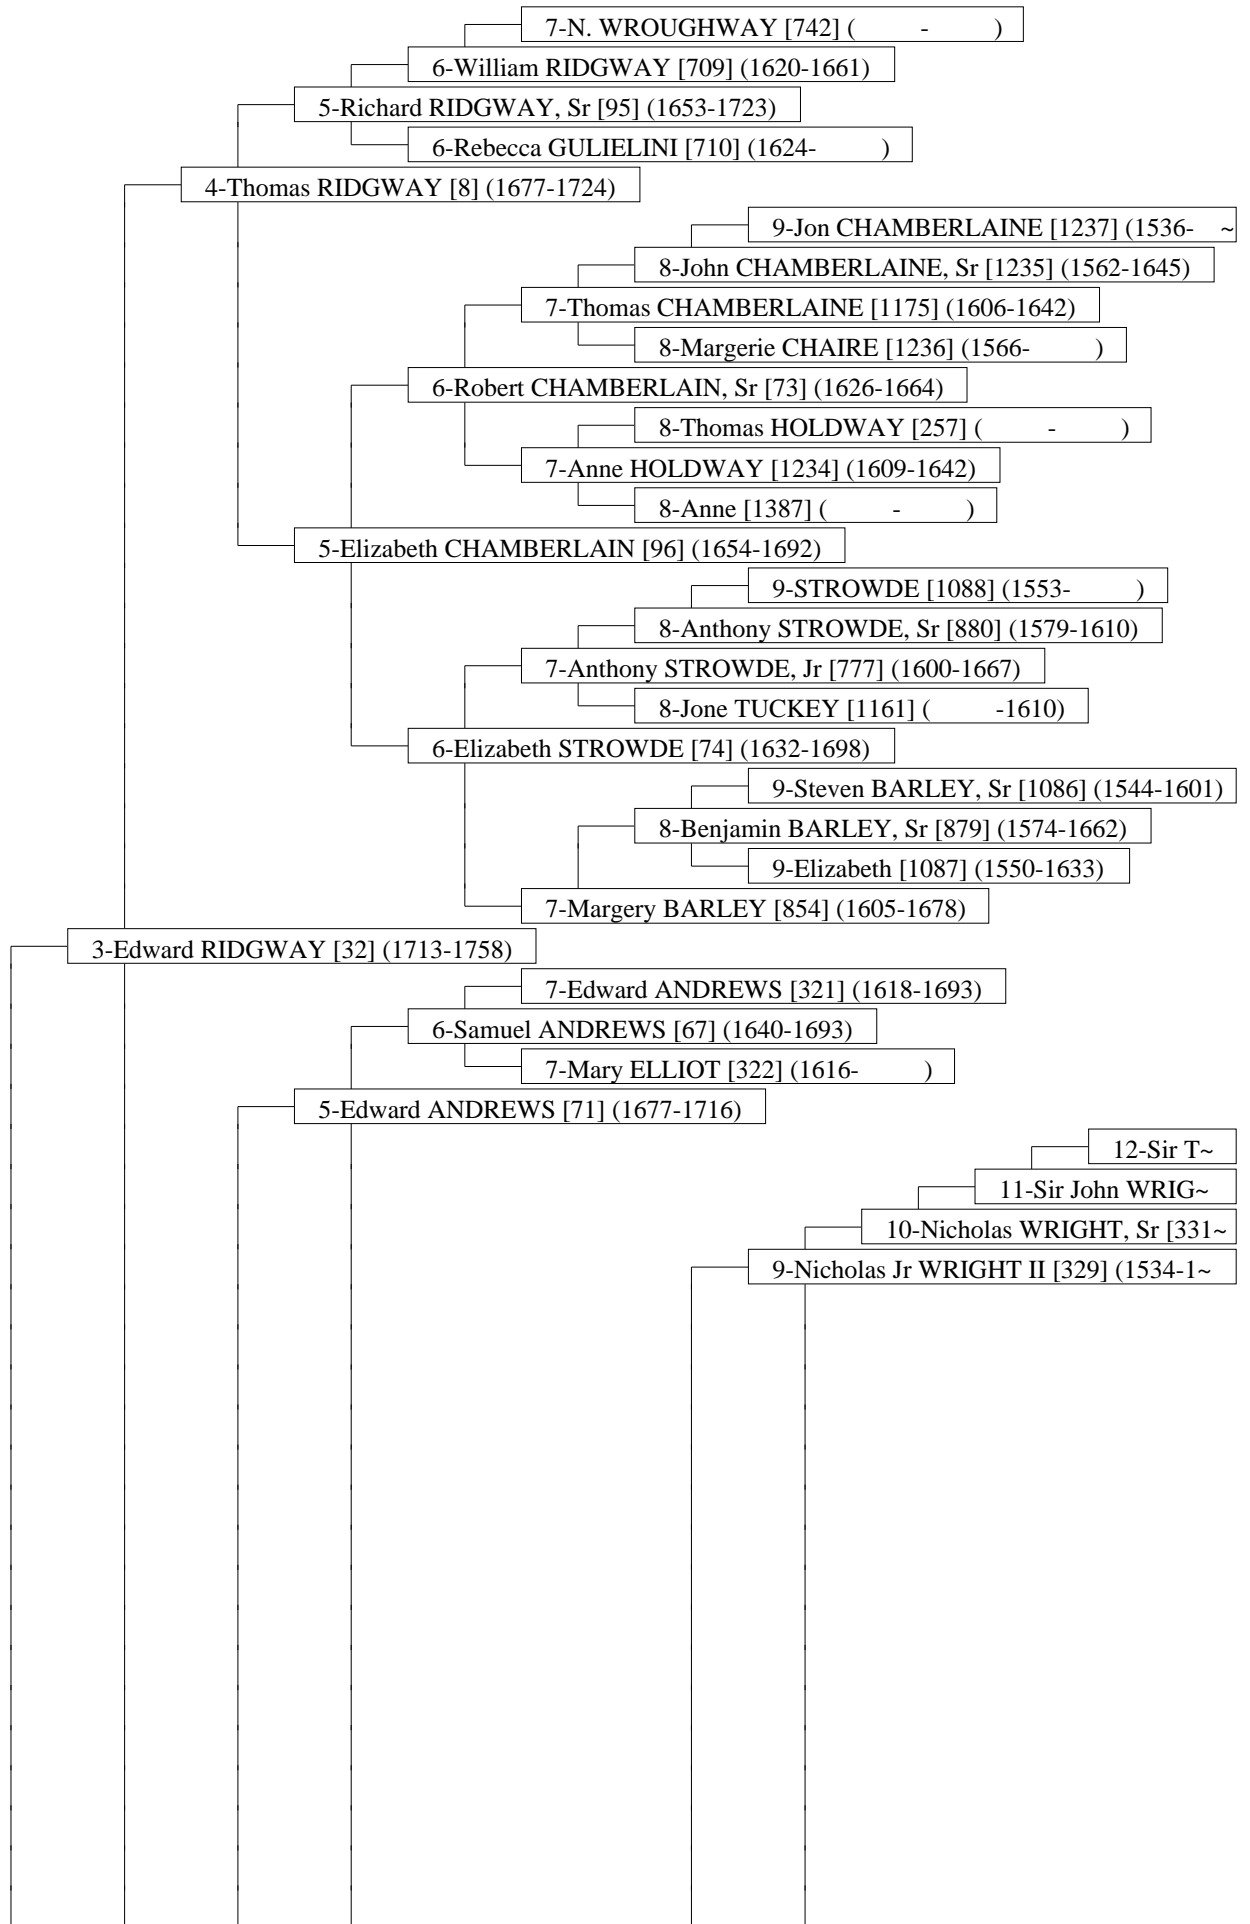 7-N. WROUGHWAY [742] ( - )
6-William RIDGWAY [709] (1620-1661)
5-Richard RIDGWAY, Sr [95] (1653-1723)
6-Rebecca GULIELINI [710] (1624- )
4-Thomas RIDGWAY [8] (1677-1724)
9-Jon CHAMBERLAINE [1237] (1536- ~
8-John CHAMBERLAINE, Sr [1235] (1562-1645)
7-Thomas CHAMBERLAINE [1175] (1606-1642)
8-Margerie CHAIRE [1236] (1566- )
6-Robert CHAMBERLAIN, Sr [73] (1626-1664)
8-Thomas HOLDWAY [257] ( - )
7-Anne HOLDWAY [1234] (1609-1642)
8-Anne [1387] ( - )
5-Elizabeth CHAMBERLAIN [96] (1654-1692)
9-STROWDE [1088] (1553- )
8-Anthony STROWDE, Sr [880] (1579-1610)
7-Anthony STROWDE, Jr [777] (1600-1667)
8-Jone TUCKEY [1161] ( -1610)
6-Elizabeth STROWDE [74] (1632-1698)
9-Steven BARLEY, Sr [1086] (1544-1601)
8-Benjamin BARLEY, Sr [879] (1574-1662)
9-Elizabeth [1087] (1550-1633)
7-Margery BARLEY [854] (1605-1678)
3-Edward RIDGWAY [32] (1713-1758)
7-Edward ANDREWS [321] (1618-1693)
6-Samuel ANDREWS [67] (1640-1693)
7-Mary ELLIOT [322] (1616- )
5-Edward ANDREWS [71] (1677-1716)
12-Sir T~
11-Sir John WRIG~
10-Nicholas WRIGHT, Sr [331~
9-Nicholas Jr WRIGHT II [329] (1534-1~